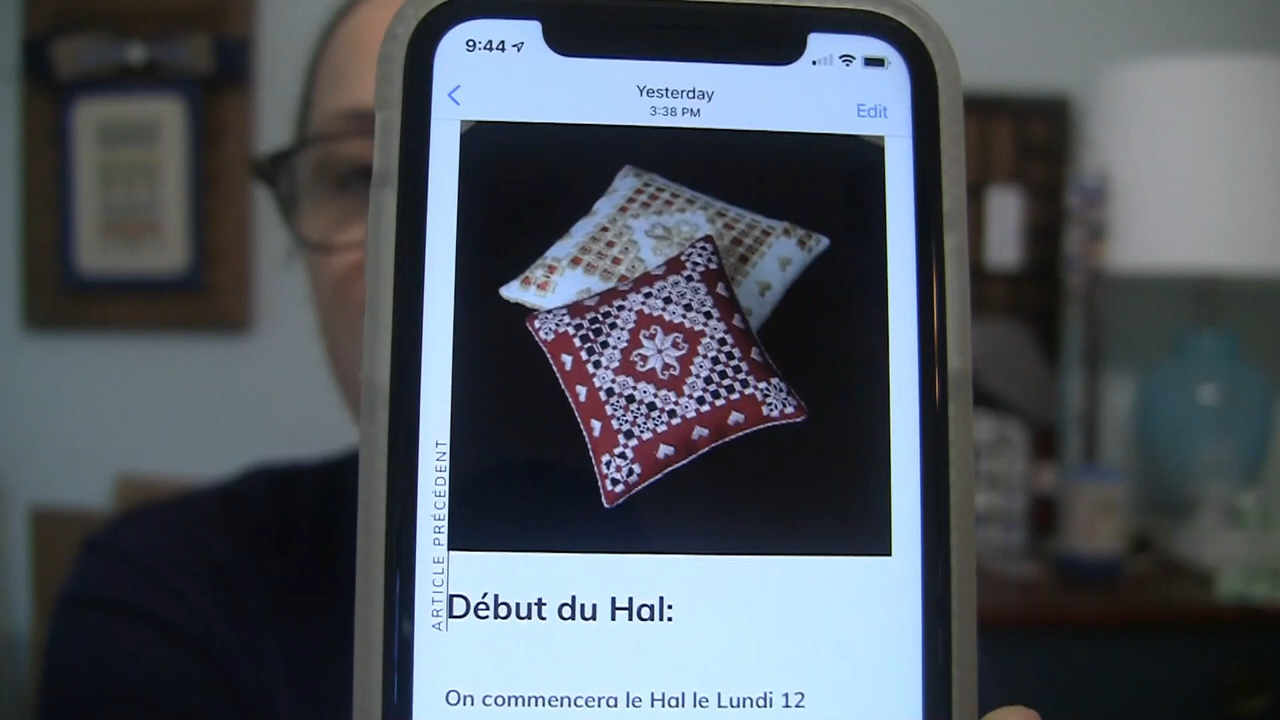 9:44
Yesterday
3:38 PM
Edit
ARTICLE PRÉCÉDENT
Début du Hal:
On commencera le Hal le Lundi 12